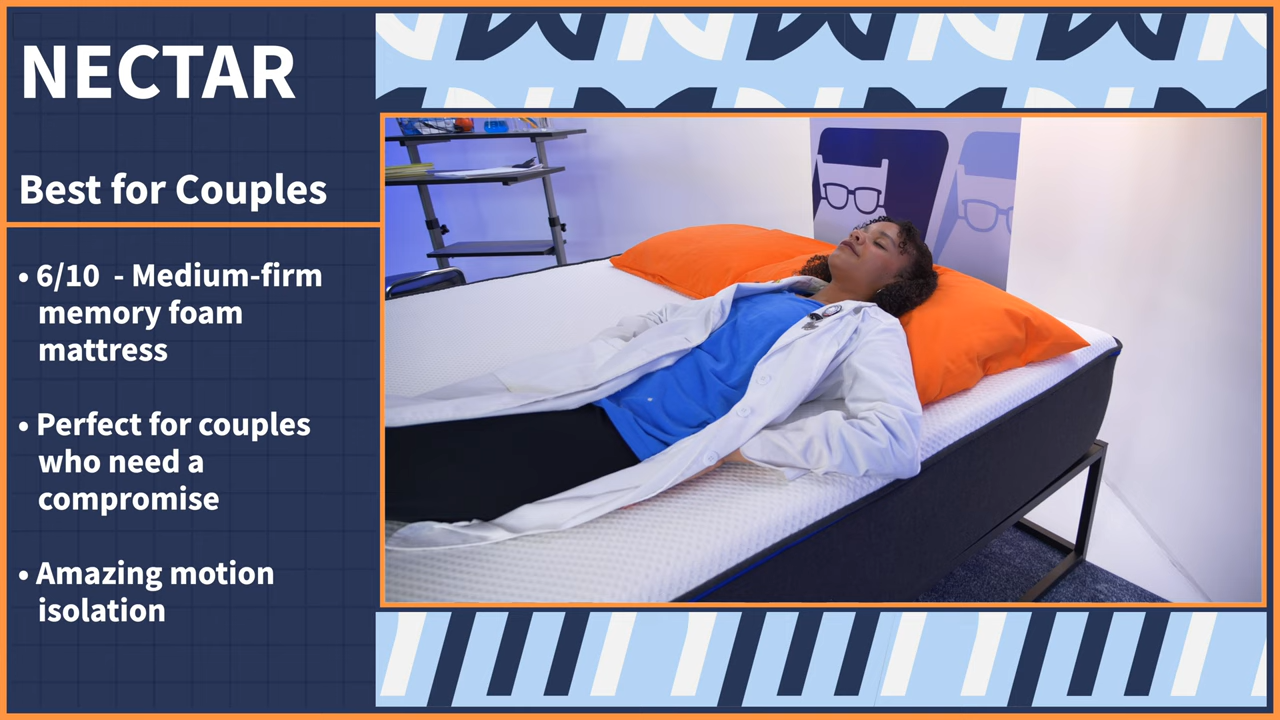 NECTAR
Best for Couples
• 6/10 - Medium-firm
memory foam
mattress
• Perfect for couples
who need a
compromise
• Amazing motion
isolation